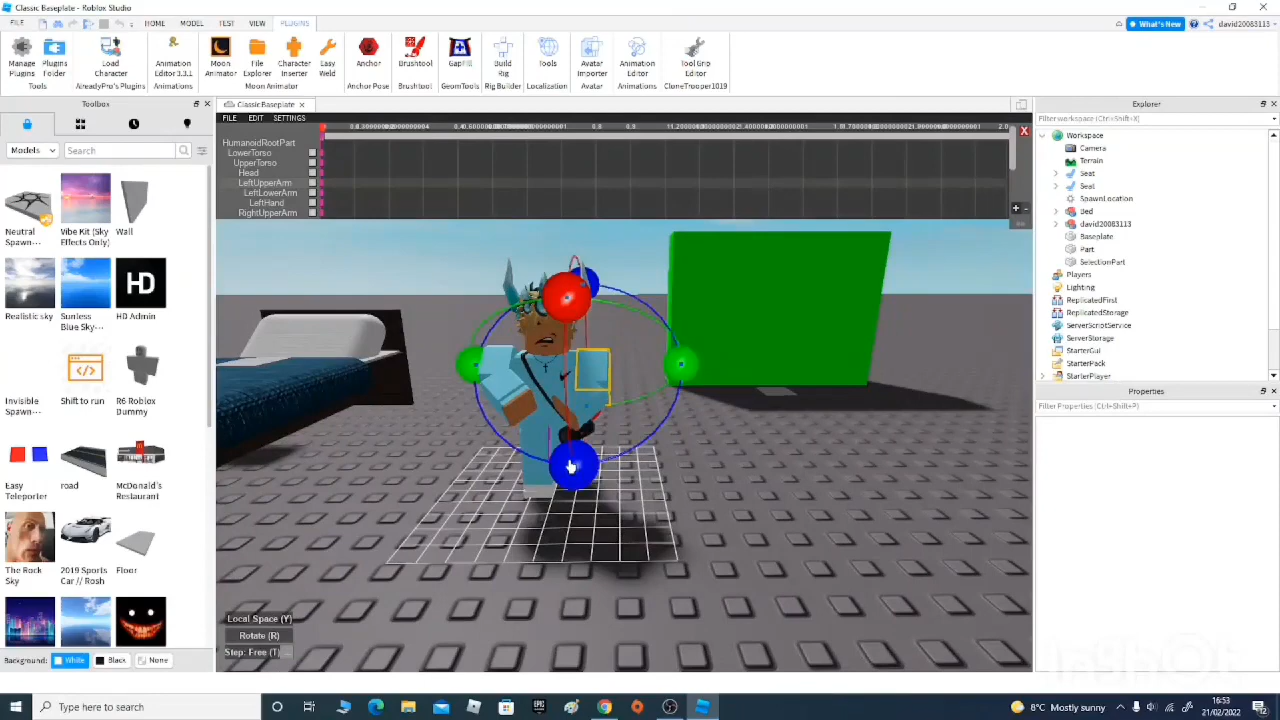 Classic Baseplate - Roblox Studio
FILE HOME MODEL TEST VIEW PLUGINS What's New david20083113
Manage Plugins Plugins Folder Load Character Animation Editor 3.3.1 Moon Animator File Explorer Character Inserter Easy Weld Anchor Brushtool GapFill Build Rig Tools Avatar Importer Animation Editor Tool Grip Editor
Tools AlreadyPro's Plugins Animations Moon Animator Anchor Pose Brushtool GeomTools Rig Builder Localization Avatar Animations CloneTrooper1019
Toolbox
Models Search
Neutral Spawn... Vibe Kit (Sky Effects Only) Wall
HD
Realistic sky Sunless Blue Sky... HD Admin
Invisible Spawn... Shift to run R6 Rthro Dummy
Easy Teleporter road McDonald's Restaurant
The Rock Sky 2019 Sports Car // Rosh Floor
Background: White Black None
ClassicBaseplate
FILE EDIT SETTINGS
HumanoidRootPart
LowerTorso
UpperTorso
Head
LeftUpperArm
LeftLowerArm
LeftHand
RightUpperArm
Local Space (Y)
Rotate (R)
Step: Free (T) ...
Explorer
Filter workspace (Ctrl+Shift+X)
Workspace
Camera
Terrain
Seat
Seat
SpawnLocation
Bed
david20083113
Baseplate
Part
SelectionPart
Players
Lighting
ReplicatedFirst
ReplicatedStorage
ServerScriptService
ServerStorage
StarterGui
StarterPack
StarterPlayer
Properties
Filter Properties (Ctrl+Shift+P)
Type here to search
EPIC
8°C Mostly sunny
16:53
21/02/2022